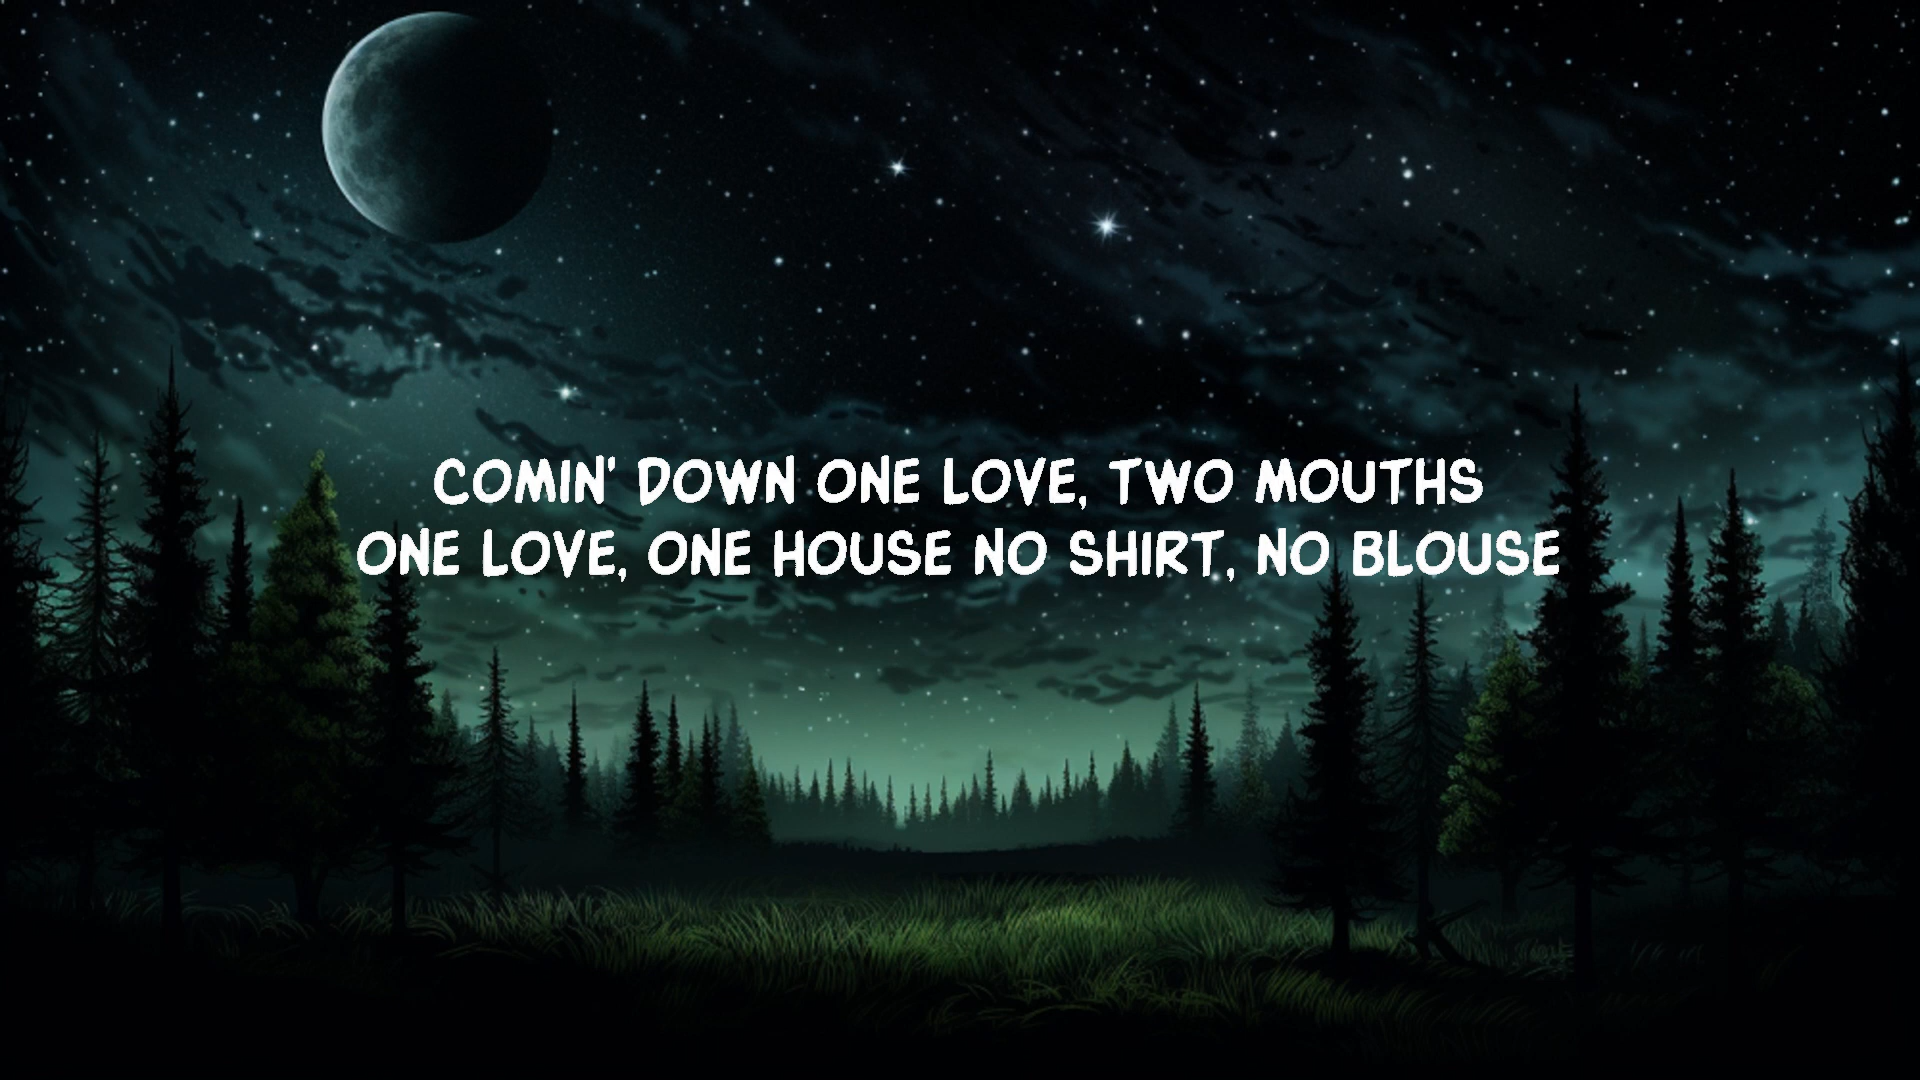 COMIN' DOWN ONE LOVE, TWO MOUTHS
ONE LOVE, ONE HOUSE NO SHIRT, NO BLOUSE